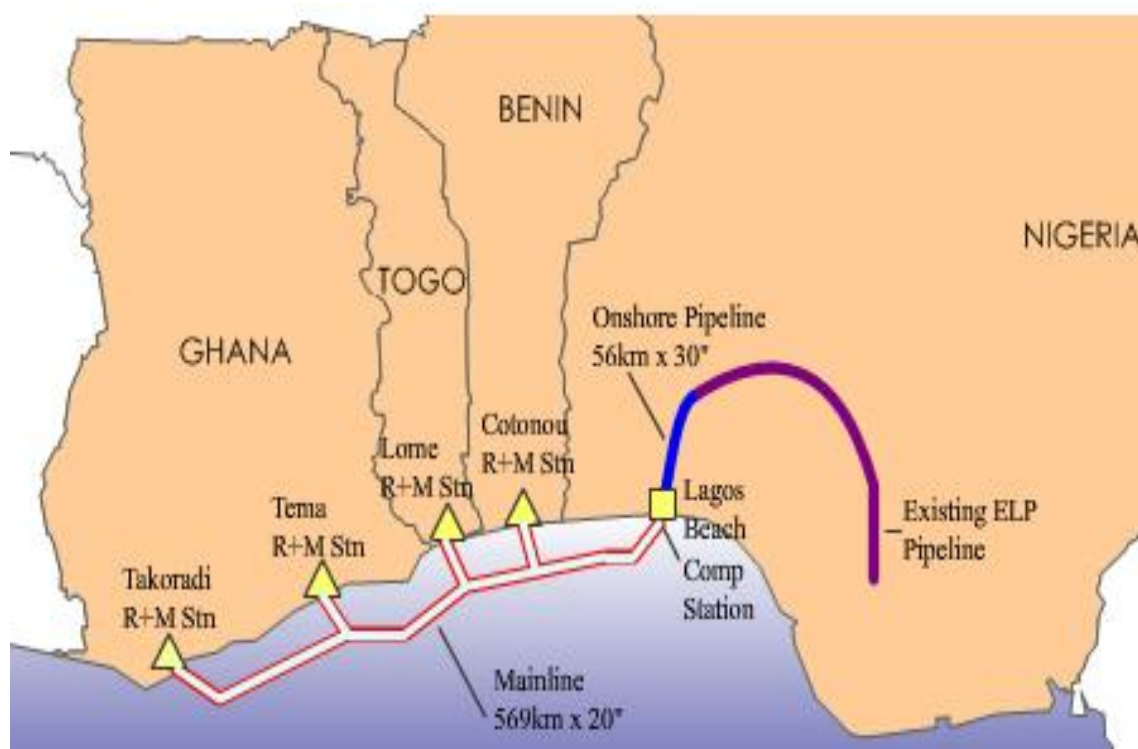 BENIN
NIGERIA
TOGO
GHANA
Onshore Pipeline
56km x 30"
Cotonou
R+M Stn
Lome
R+M Stn
Tema
R+M Stn
Takoradi
R+M Stn
Lagos
Beach
Comp
Station
Existing ELP
Pipeline
Mainline
569km x 20"